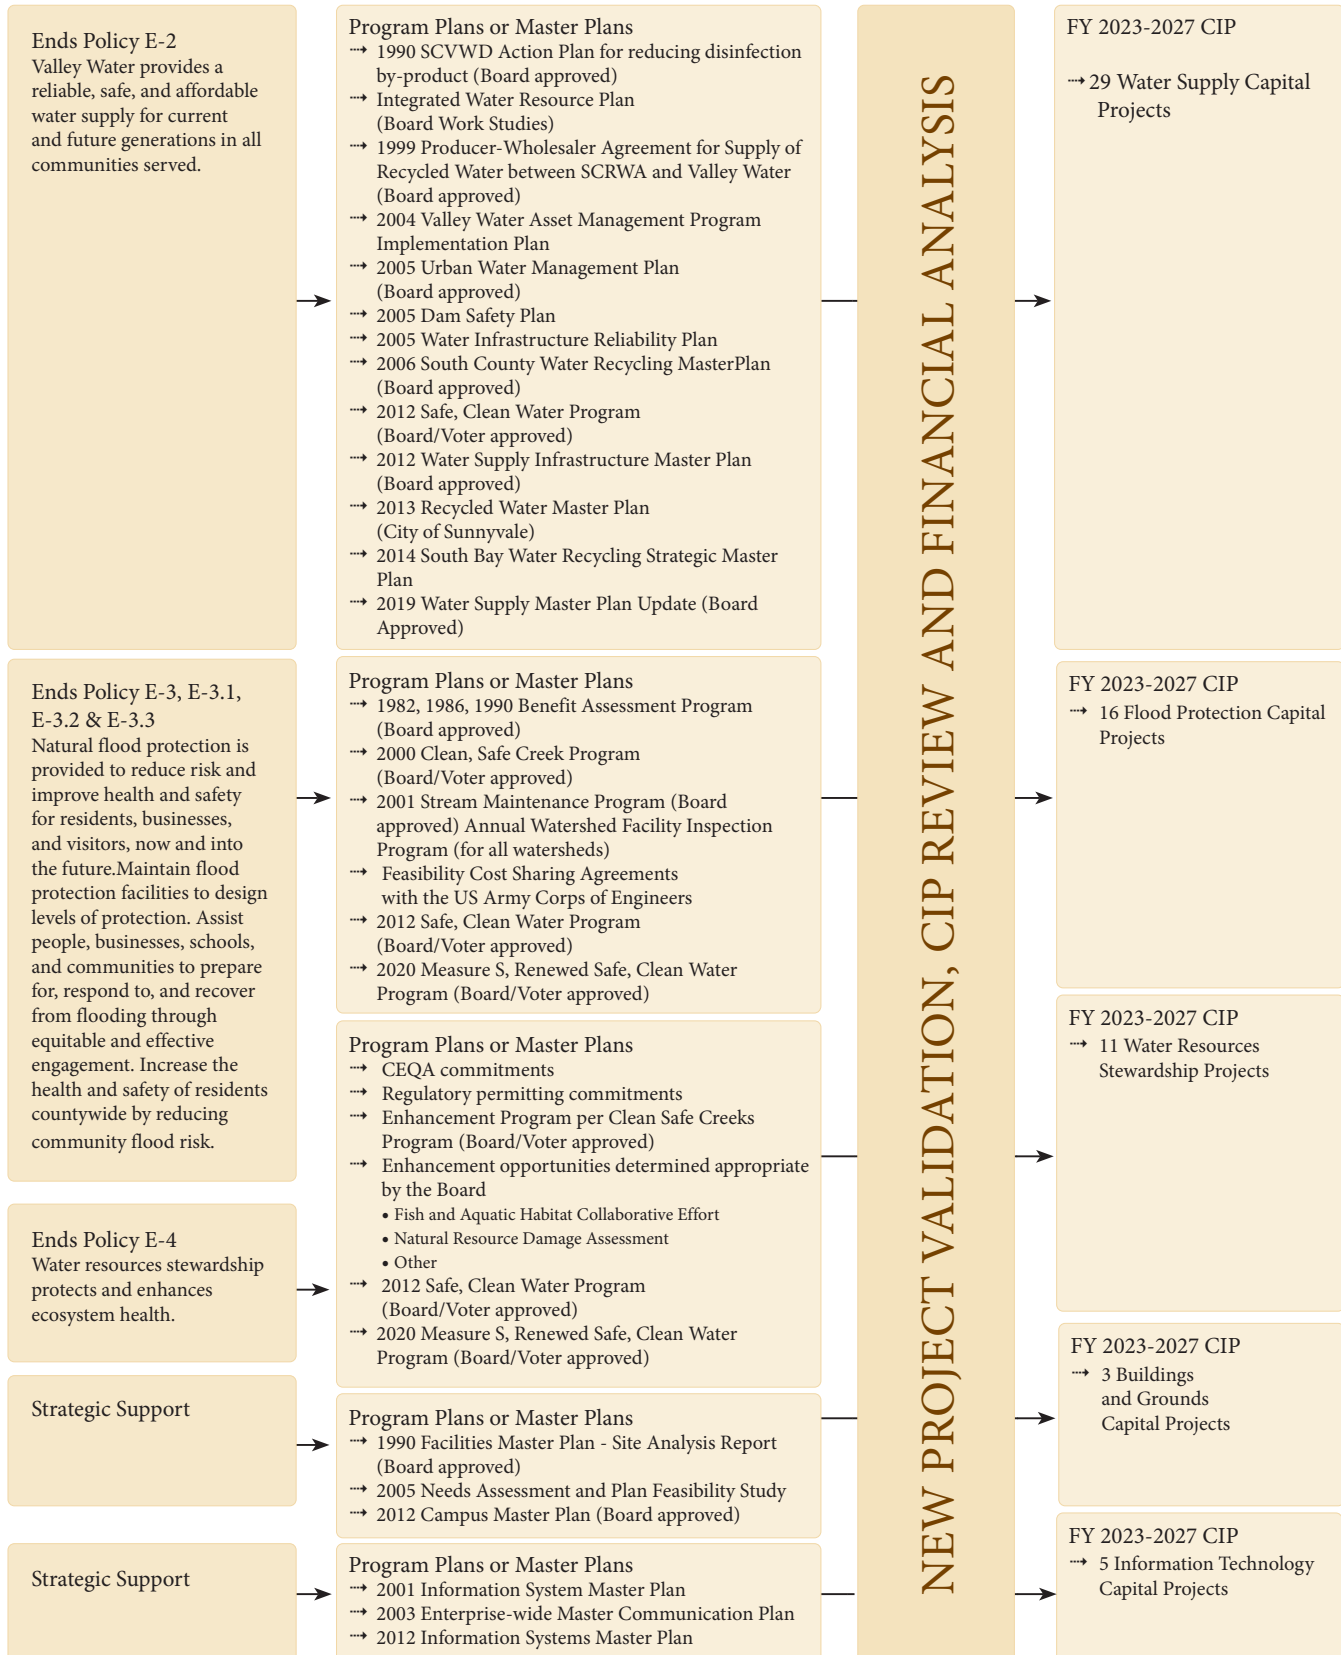 Ends Policy E-2
Valley Water provides a
reliable, safe, and affordable
water supply for current
and future generations in all
communities served.
Program Plans or Master Plans
⤏ 1990 SCVWD Action Plan for reducing disinfection
by-product (Board approved)
⤏ Integrated Water Resource Plan
(Board Work Studies)
⤏ 1999 Producer-Wholesaler Agreement for Supply of
Recycled Water between SCRWA and Valley Water
(Board approved)
⤏ 2004 Valley Water Asset Management Program
Implementation Plan
⤏ 2005 Urban Water Management Plan
(Board approved)
⤏ 2005 Dam Safety Plan
⤏ 2005 Water Infrastructure Reliability Plan
⤏ 2006 South County Water Recycling MasterPlan
(Board approved)
⤏ 2012 Safe, Clean Water Program
(Board/Voter approved)
⤏ 2012 Water Supply Infrastructure Master Plan
(Board approved)
⤏ 2013 Recycled Water Master Plan
(City of Sunnyvale)
⤏ 2014 South Bay Water Recycling Strategic Master
Plan
⤏ 2019 Water Supply Master Plan Update (Board
Approved)
NEW PROJECT VALIDATION, CIP REVIEW AND FINANCIAL ANALYSIS
FY 2023-2027 CIP
⤏ 29 Water Supply Capital
Projects
Ends Policy E-3, E-3.1,
E-3.2 & E-3.3
Natural flood protection is
provided to reduce risk and
improve health and safety
for residents, businesses,
and visitors, now and into
the future.Maintain flood
protection facilities to design
levels of protection. Assist
people, businesses, schools,
and communities to prepare
for, respond to, and recover
from flooding through
equitable and effective
engagement. Increase the
health and safety of residents
countywide by reducing
community flood risk.
Program Plans or Master Plans
⤏ 1982, 1986, 1990 Benefit Assessment Program
(Board approved)
⤏ 2000 Clean, Safe Creek Program
(Board/Voter approved)
⤏ 2001 Stream Maintenance Program (Board
approved) Annual Watershed Facility Inspection
Program (for all watersheds)
⤏ Feasibility Cost Sharing Agreements
with the US Army Corps of Engineers
⤏ 2012 Safe, Clean Water Program
(Board/Voter approved)
⤏ 2020 Measure S, Renewed Safe, Clean Water
Program (Board/Voter approved)
FY 2023-2027 CIP
⤏ 16 Flood Protection Capital
Projects
Ends Policy E-4
Water resources stewardship
protects and enhances
ecosystem health.
Program Plans or Master Plans
⤏ CEQA commitments
⤏ Regulatory permitting commitments
⤏ Enhancement Program per Clean Safe Creeks
Program (Board/Voter approved)
⤏ Enhancement opportunities determined appropriate
by the Board
• Fish and Aquatic Habitat Collaborative Effort
• Natural Resource Damage Assessment
• Other
⤏ 2012 Safe, Clean Water Program
(Board/Voter approved)
⤏ 2020 Measure S, Renewed Safe, Clean Water
Program (Board/Voter approved)
FY 2023-2027 CIP
⤏ 11 Water Resources
Stewardship Projects
Strategic Support
Program Plans or Master Plans
⤏ 1990 Facilities Master Plan - Site Analysis Report
(Board approved)
⤏ 2005 Needs Assessment and Plan Feasibility Study
⤏ 2012 Campus Master Plan (Board approved)
FY 2023-2027 CIP
⤏ 3 Buildings
and Grounds
Capital Projects
Strategic Support
Program Plans or Master Plans
⤏ 2001 Information System Master Plan
⤏ 2003 Enterprise-wide Master Communication Plan
⤏ 2012 Information Systems Master Plan
FY 2023-2027 CIP
⤏ 5 Information Technology
Capital Projects